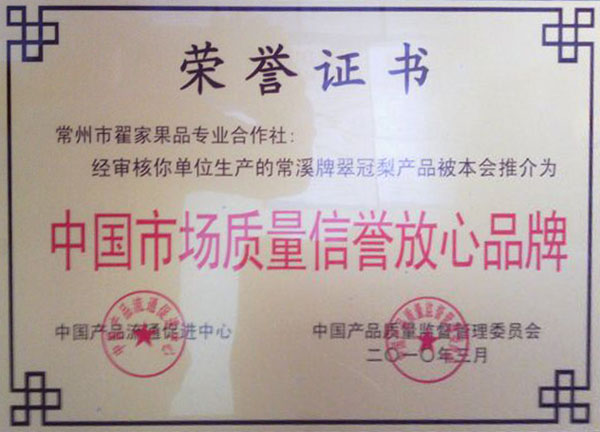 荣誉证书
常州市翟家果品专业合作社：
经审核你单位生产的常溪牌翠冠梨产品被本会推介为
中国市场质量信誉放心品牌
中国产品流通促进中心
中国产品质量监督管理委员会
二〇一〇年三月